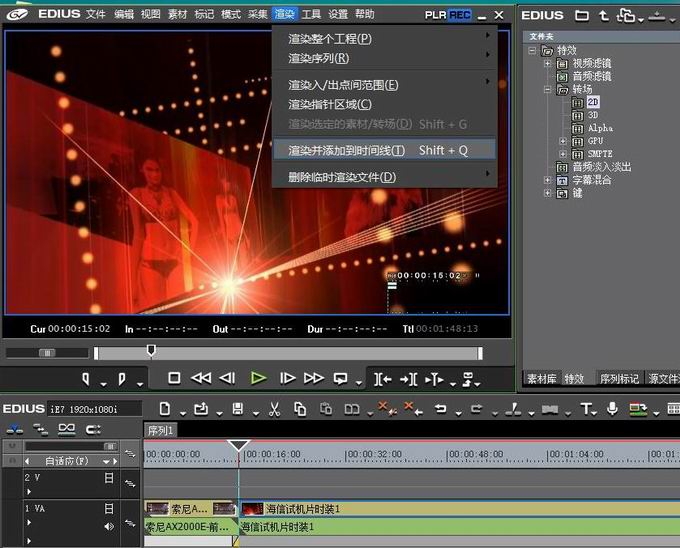 EDIUS 文件 编辑 视图 素材 标记 模式 采集 渲染 工具 设置 帮助 PLR REC
渲染整个工程(P)
渲染序列(R)
渲染入/出点间范围(E)
渲染指针区域(C)
渲染选定的素材/转场(D) Shift + G
渲染并添加到时间线(T) Shift + Q
删除临时渲染文件(D)
00:00:15:02
Cur 00:00:15:02 In --:--:--:-- Out --:--:--:-- Dur --:--:--:-- Ttl 00:01:48:13
EDIUS
文件夹
特效
视频滤镜
音频滤镜
转场
2D
3D
Alpha
GPU
SMPTE
音频淡入淡出
字幕混合
键
素材库 特效 序列标记 源文件
EDIUS iE7 1920x1080i
序列1
自适应(F)
00:00:00:00 00:00:16:00 00:00:32:00 00:00:48:00 00:01:04:00
2 V
1 VA
索尼A... 海信试机片时装1
索尼AX2000E-前... 海信试机片时装1